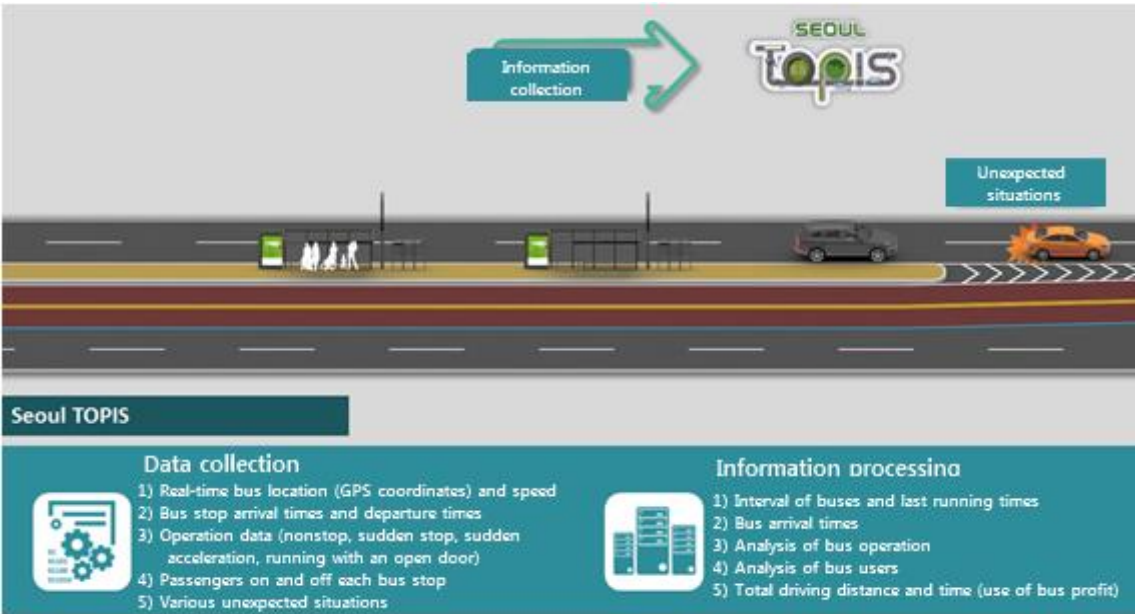 SEOUL
TOPIS
Information
collection
Unexpected
situations
Seoul TOPIS
Data collection
1) Real-time bus location (GPS coordinates) and speed
2) Bus stop arrival times and departure times
3) Operation data (nonstop, sudden stop, sudden
acceleration, running with an open door)
4) Passengers on and off each bus stop
5) Various unexpected situations
Information processing
1) Interval of buses and last running times
2) Bus arrival times
3) Analysis of bus operation
4) Analysis of bus users
5) Total driving distance and time (use of bus profit)